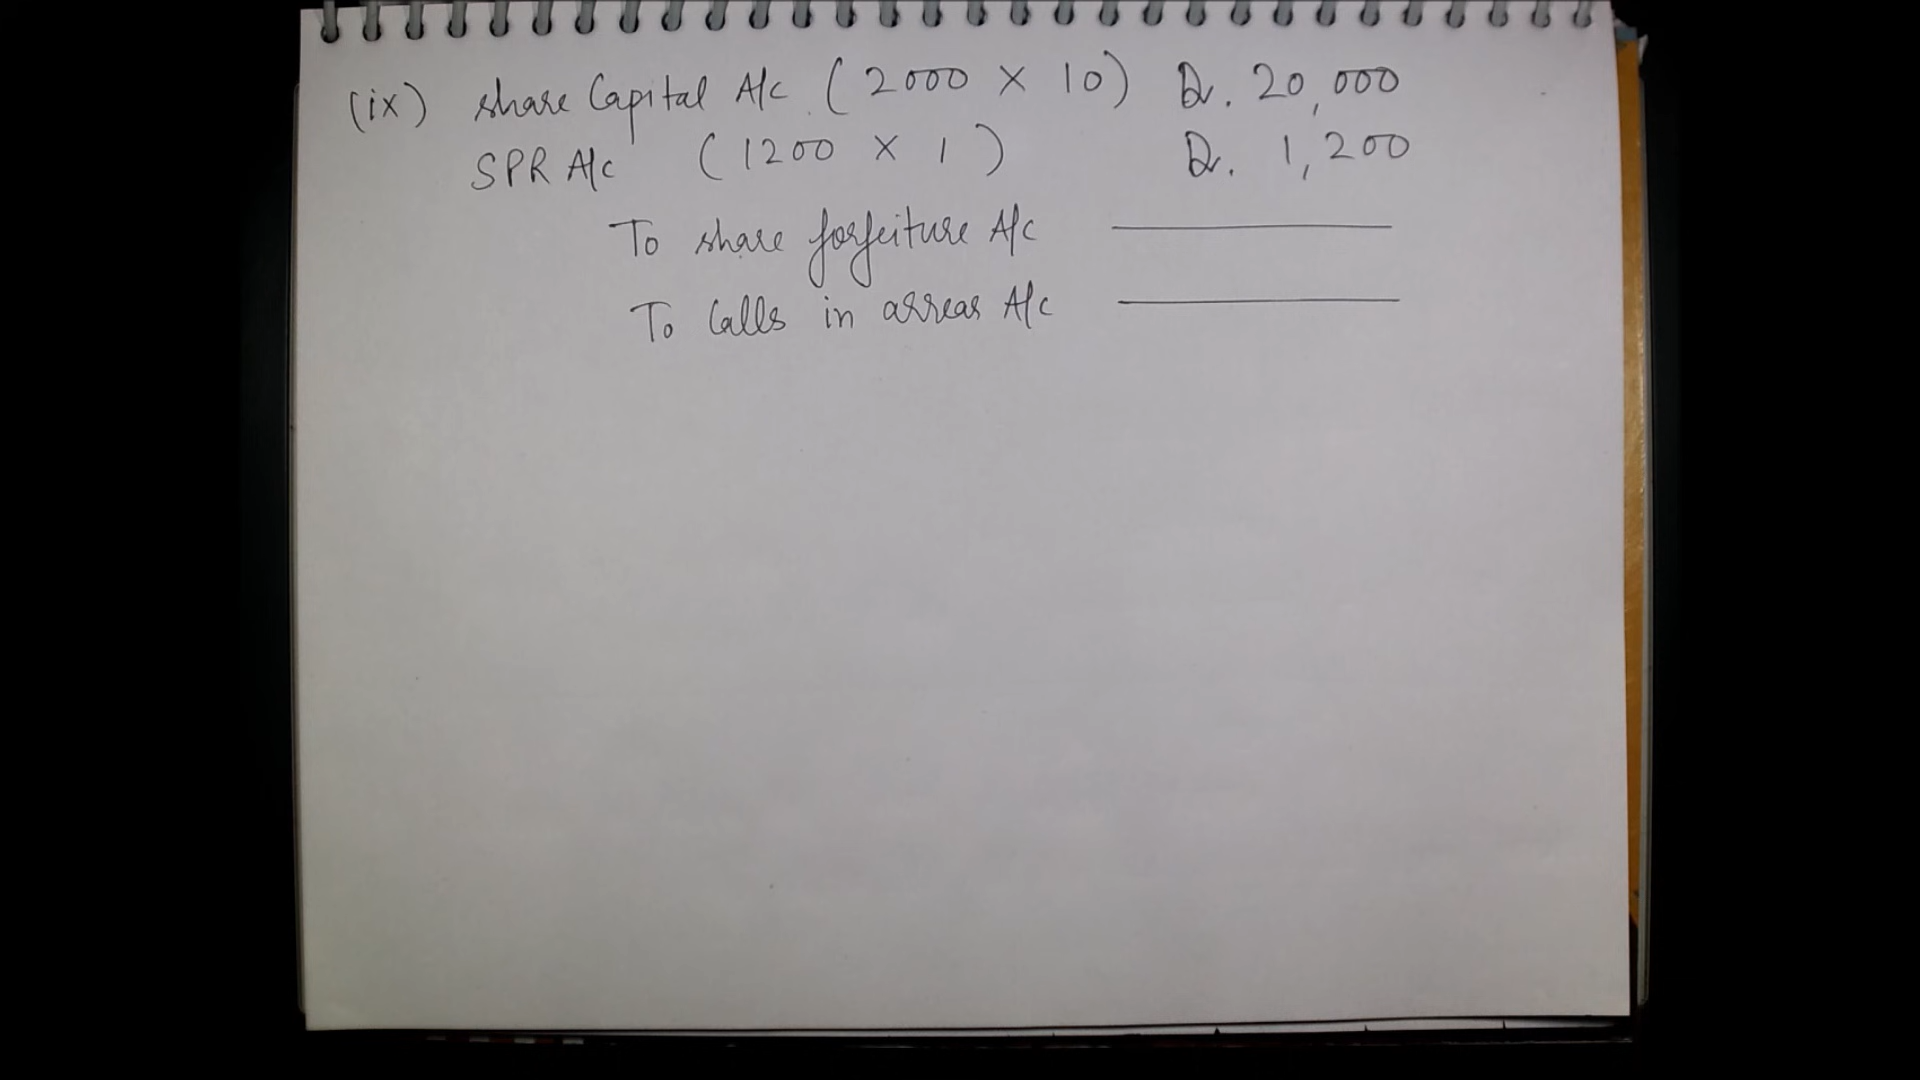 (ix) share Capital A/c (2000 × 10) Dr. 20,000
SPR A/c (1200 × 1) Dr. 1,200
To share forfeiture A/c
To Calls in arrears A/c